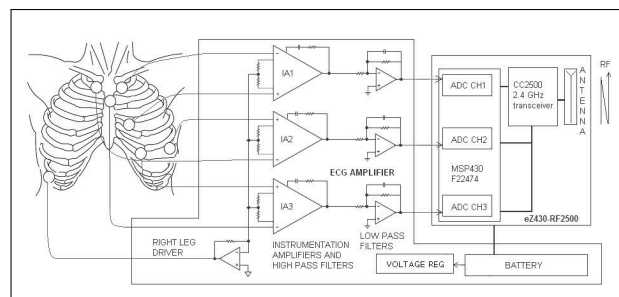 IA1
IA2
IA3
ECG AMPLIFIER
RIGHT LEG
DRIVER
INSTRUMENTATION
AMPLIFIERS AND
HIGH PASS FILTERS
LOW PASS
FILTERS
ADC CH1
ADC CH2
MSP430
F22474
ADC CH3
CC2500
2.4 GHz
transceiver
ANTENNA
RF
eZ430-RF2500
VOLTAGE REG
BATTERY